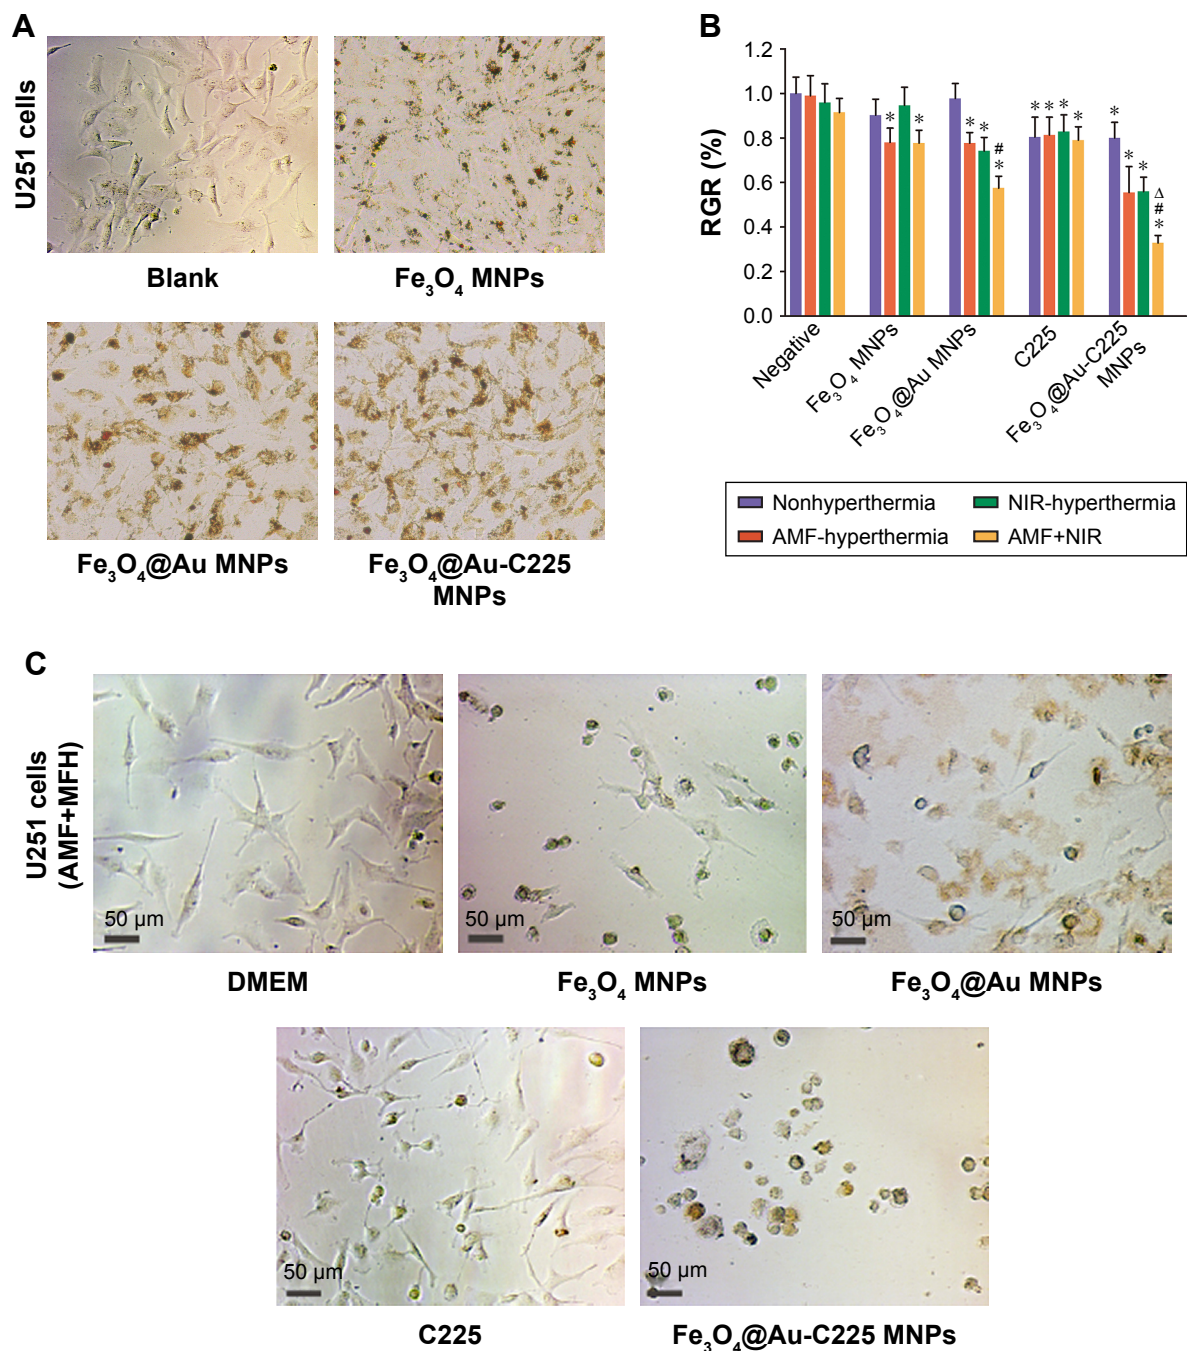 A
U251 cells
Blank
Fe₃O₄ MNPs
Fe₃O₄@Au MNPs
Fe₃O₄@Au-C225
MNPs
B
RGR (%)
1.2
1.0
0.8
0.6
0.4
0.2
0.0
* * * * # * * * * * * * * Δ # *
Negative
Fe₃O₄ MNPs
Fe₃O₄@Au MNPs
C225
Fe₃O₄@Au-C225
MNPs
Nonhyperthermia
NIR-hyperthermia
AMF-hyperthermia
AMF+NIR
C
U251 cells
(AMF+MFH)
50 µm
50 µm
50 µm
DMEM
Fe₃O₄ MNPs
Fe₃O₄@Au MNPs
50 µm
50 µm
C225
Fe₃O₄@Au-C225 MNPs